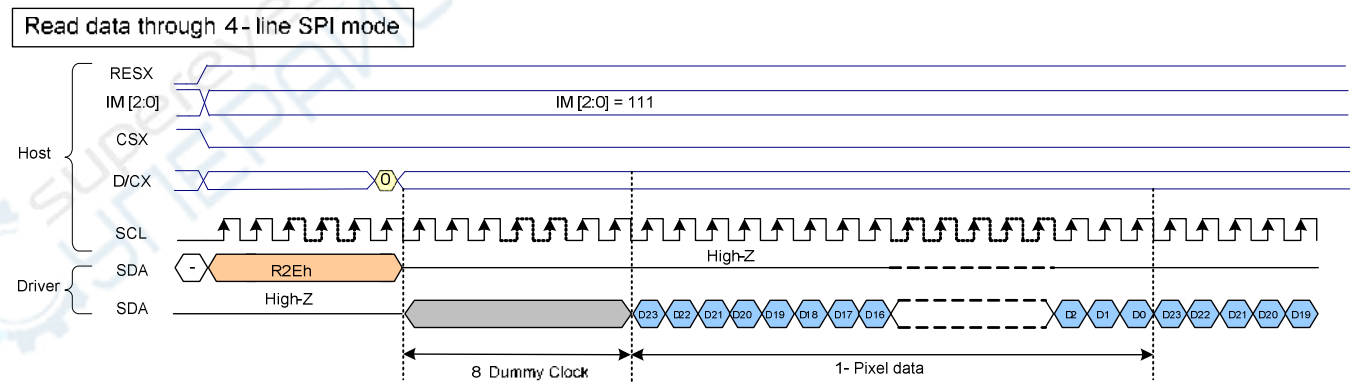 Read data through 4-line SPI mode
RESX
IM [2:0]
IM [2:0] = 111
CSX
Host
D/CX
0
SCL
High-Z
SDA
-
R2Eh
Driver
High-Z
SDA
D23 D22 D21 D20 D19 D18 D17 D16 D2 D1 D0 D23 D22 D21 D20 D19
8 Dummy Clock
1- Pixel data